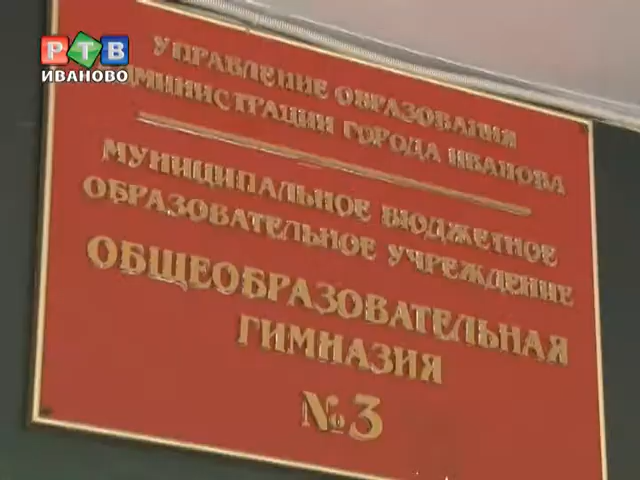 РТВ
ИВАНОВО
УПРАВЛЕНИЕ ОБРАЗОВАНИЯ
АДМИНИСТРАЦИИ ГОРОДА ИВАНОВА
МУНИЦИПАЛЬНОЕ БЮДЖЕТНОЕ
ОБРАЗОВАТЕЛЬНОЕ УЧРЕЖДЕНИЕ
ОБЩЕОБРАЗОВАТЕЛЬНАЯ
ГИМНАЗИЯ
№3